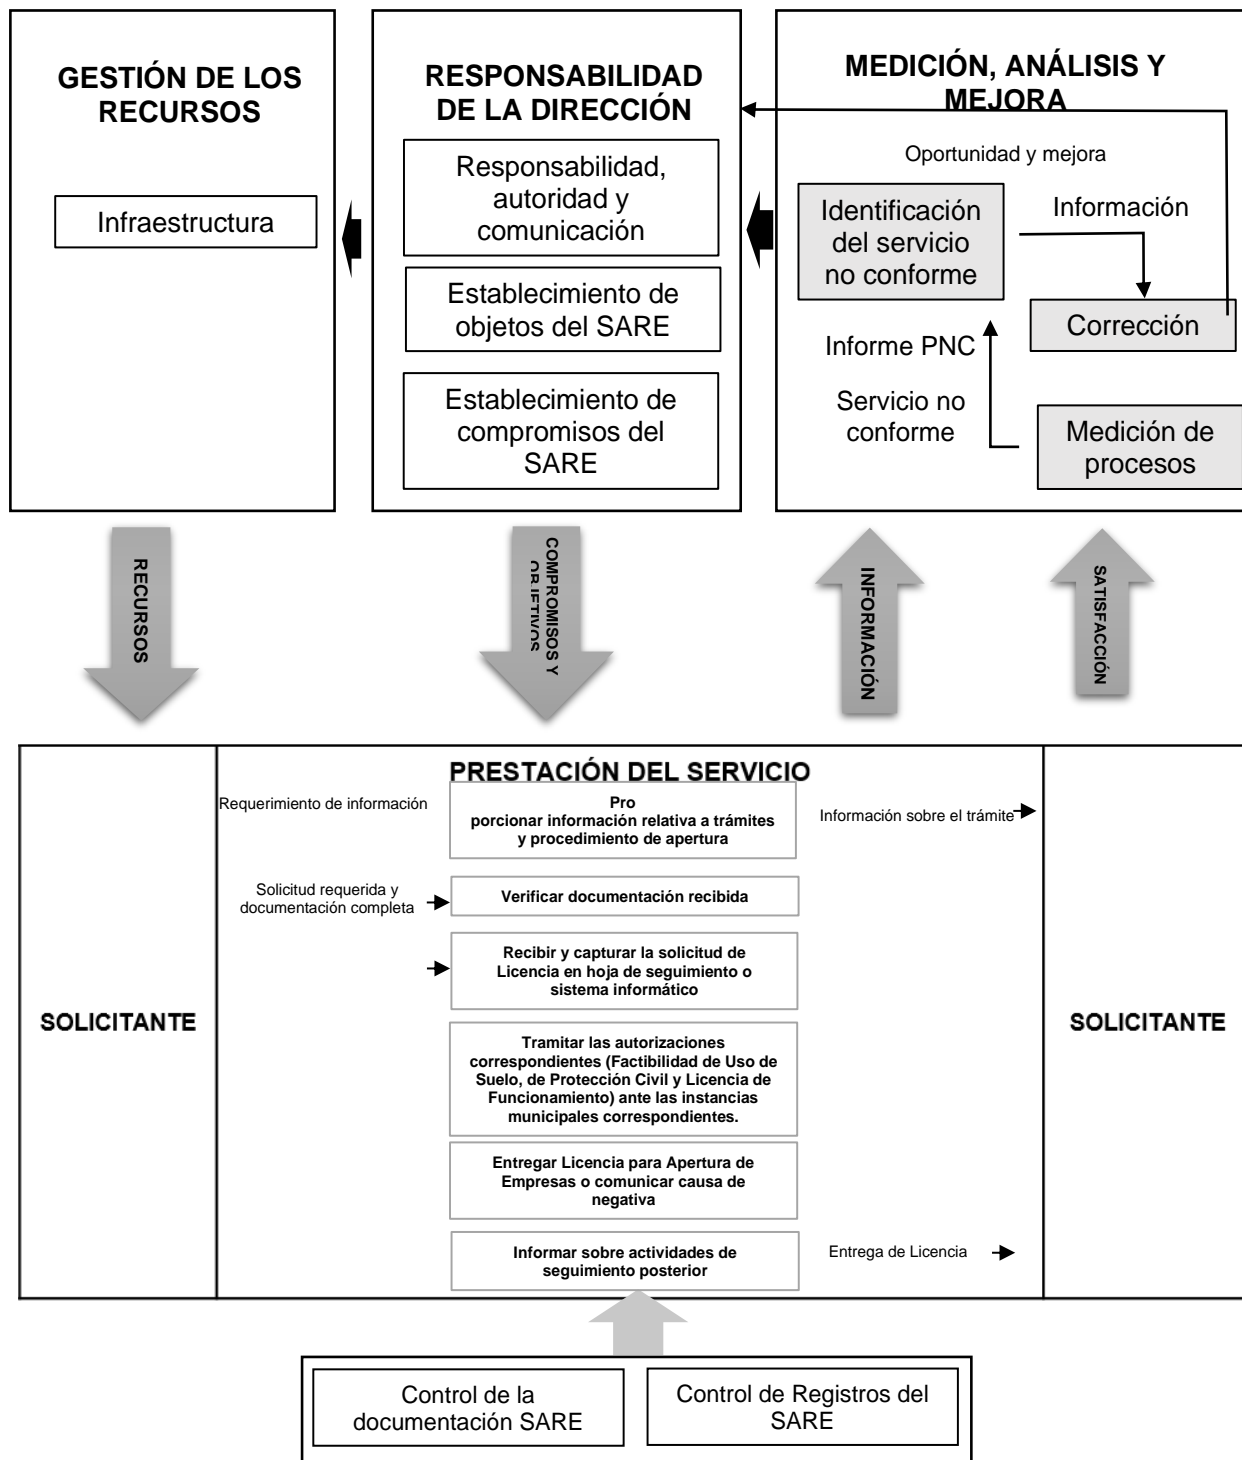 GESTIÓN DE LOS
RECURSOS
Infraestructura
RESPONSABILIDAD
DE LA DIRECCIÓN
Responsabilidad,
autoridad y
comunicación
Establecimiento de
objetos del SARE
Establecimiento de
compromisos del
SARE
MEDICIÓN, ANÁLISIS Y
MEJORA
Oportunidad y mejora
Identificación
del servicio
no conforme
Información
Corrección
Informe PNC
Servicio no
conforme
Medición de
procesos
RECURSOS
COMPROMISOS Y
OBJETIVOS
INFORMACIÓN
SATISFACCIÓN
PRESTACIÓN DEL SERVICIO
SOLICITANTE
Requerimiento de información
Pro
porcionar información relativa a trámites
y procedimiento de apertura
Información sobre el trámite
Solicitud requerida y
documentación completa
Verificar documentación recibida
Recibir y capturar la solicitud de
Licencia en hoja de seguimiento o
sistema informático
Tramitar las autorizaciones
correspondientes (Factibilidad de Uso de
Suelo, de Protección Civil y Licencia de
Funcionamiento) ante las instancias
municipales correspondientes.
Entregar Licencia para Apertura de
Empresas o comunicar causa de
negativa
Informar sobre actividades de
seguimiento posterior
Entrega de Licencia
SOLICITANTE
Control de la
documentación SARE
Control de Registros del
SARE